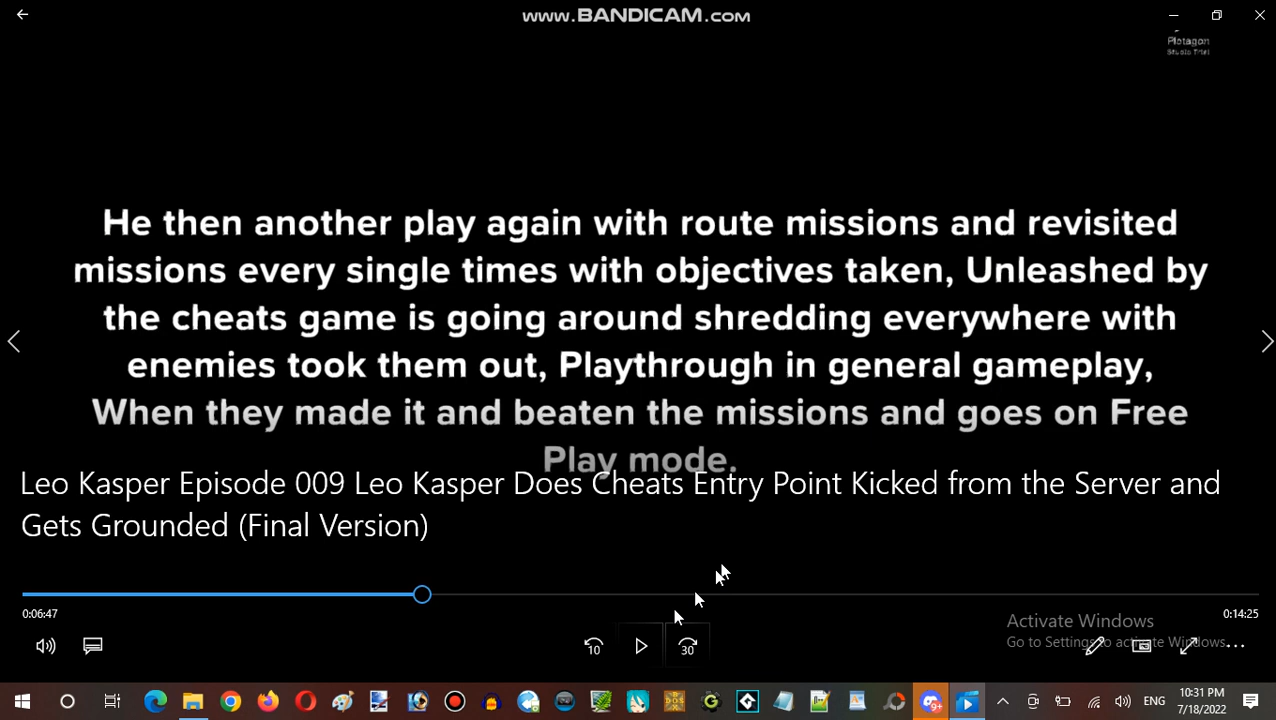 www.BANDICAM.com
Plotagon
Studio Trial
He then another play again with route missions and revisited
missions every single times with objectives taken, Unleashed by
the cheats game is going around shredding everywhere with
enemies took them out, Playthrough in general gameplay,
When they made it and beaten the missions and goes on Free
Play mode.
Leo Kasper Episode 009 Leo Kasper Does Cheats Entry Point Kicked from the Server and
Gets Grounded (Final Version)
0:06:47
0:14:25
Activate Windows
Go to Settings to activate Windows.
10
30
ENG
10:31 PM
7/18/2022